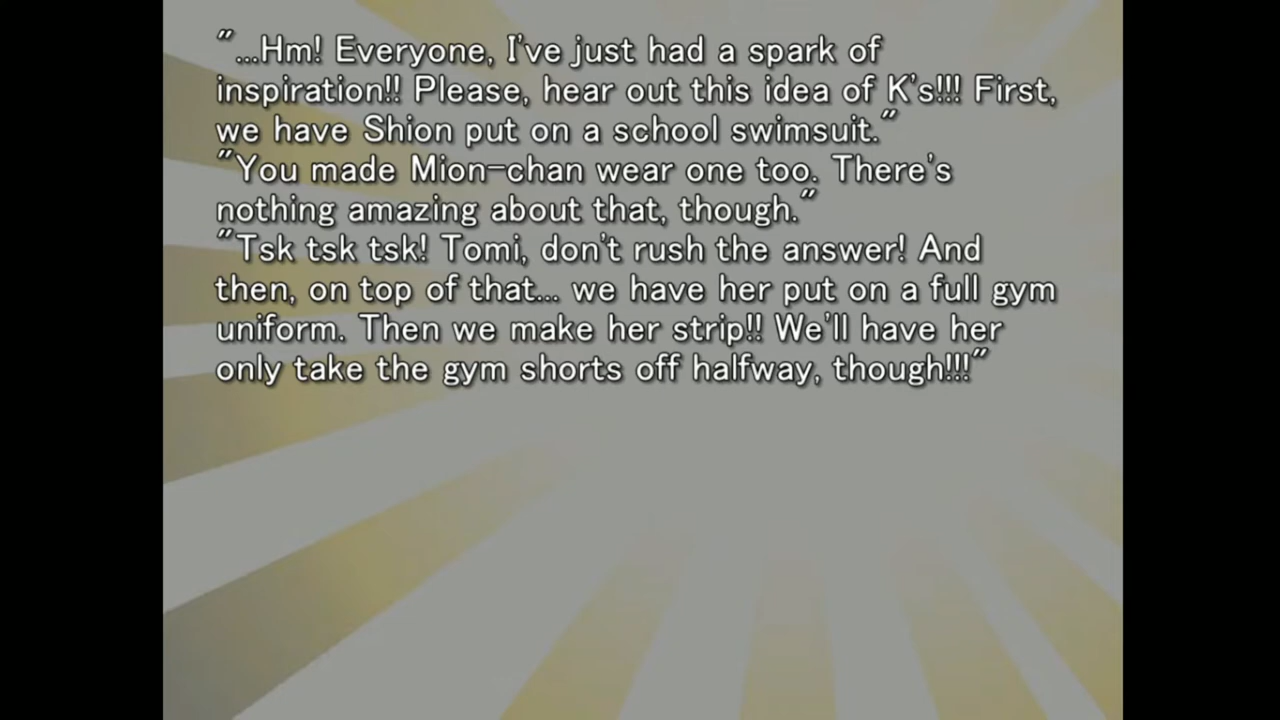 "...Hm! Everyone, I've just had a spark of
inspiration!! Please, hear out this idea of K's!!! First,
we have Shion put on a school swimsuit."
"You made Mion-chan wear one too. There's
nothing amazing about that, though."
"Tsk tsk tsk! Tomi, don't rush the answer! And
then, on top of that... we have her put on a full gym
uniform. Then we make her strip!! We'll have her
only take the gym shorts off halfway, though!!!"